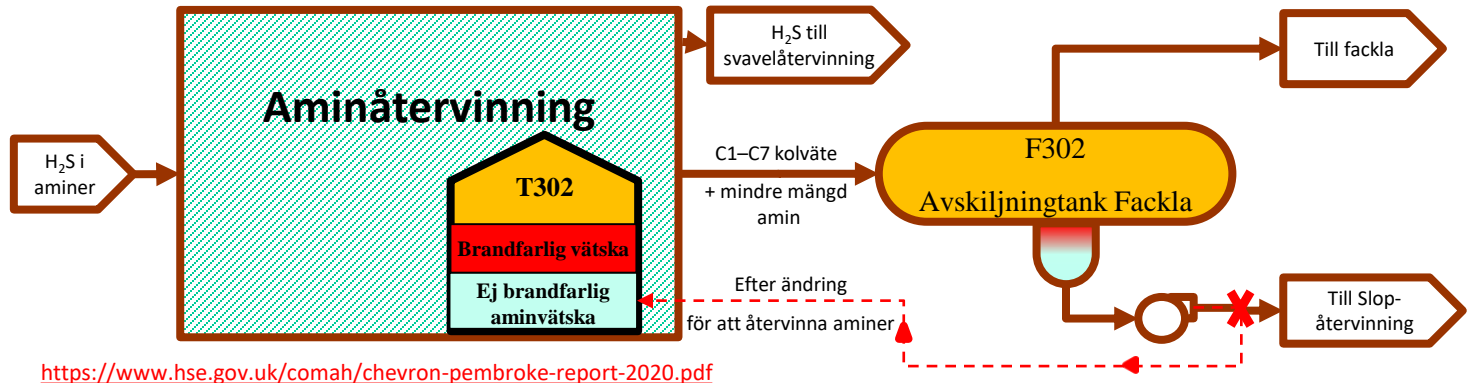 H₂S i
aminer
Aminåtervinning
T302
Brandfarlig vätska
Ej brandfarlig
aminvätska
H₂S till
svavelåtervinning
C1–C7 kolväte
+ mindre mängd
amin
F302
Avskiljningtank Fackla
Till fackla
Efter ändring
för att återvinna aminer
Till Slop-
återvinning
https://www.hse.gov.uk/comah/chevron-pembroke-report-2020.pdf